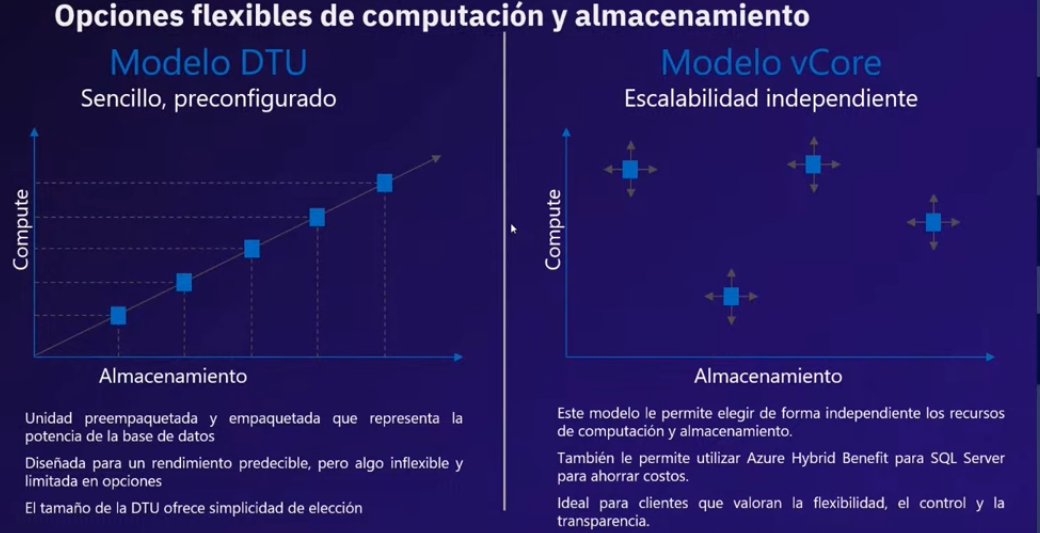 Opciones flexibles de computación y almacenamiento
Modelo DTU
Sencillo, preconfigurado
Compute
Almacenamiento
Unidad preempaquetada y empaquetada que representa la
potencia de la base de datos
Diseñada para un rendimiento predecible, pero algo inflexible y
limitada en opciones
El tamaño de la DTU ofrece simplicidad de elección
Modelo vCore
Escalabilidad independiente
Compute
Almacenamiento
Este modelo le permite elegir de forma independiente los recursos
de computación y almacenamiento.
También le permite utilizar Azure Hybrid Benefit para SQL Server
para ahorrar costos.
Ideal para clientes que valoran la flexibilidad, el control y la
transparencia.